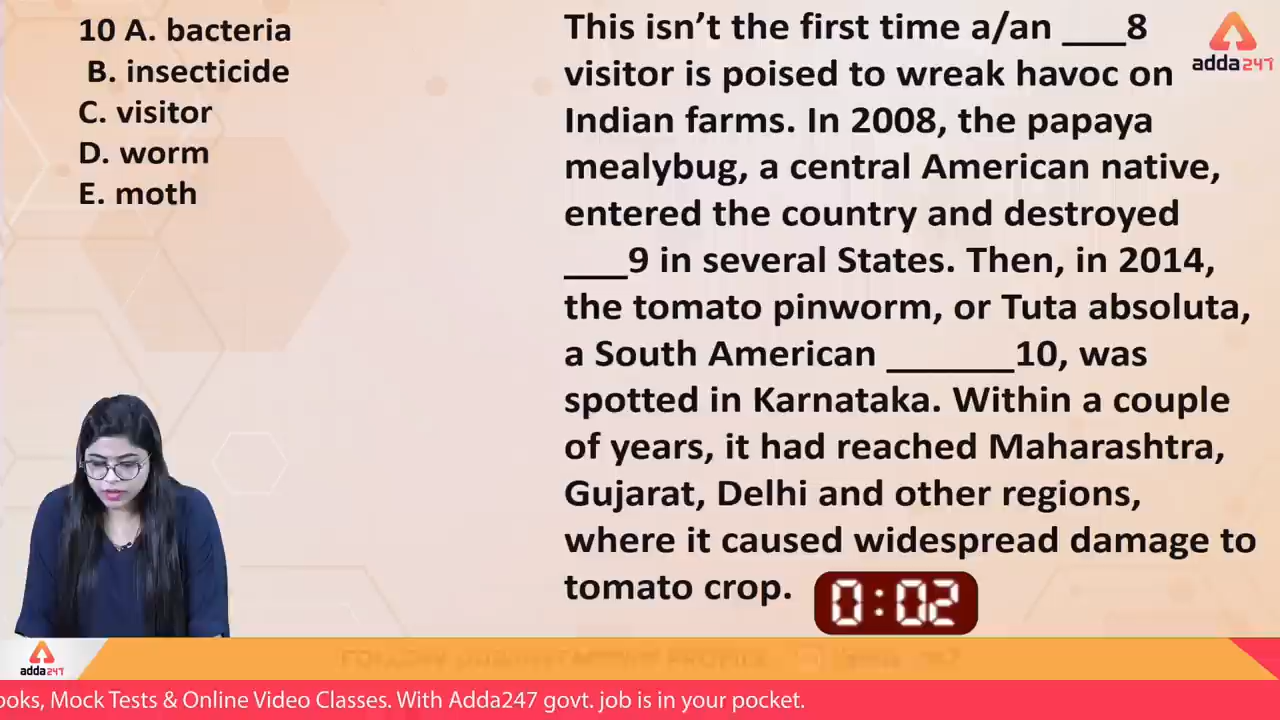 10 A. bacteria
B. insecticide
C. visitor
D. worm
E. moth
This isn’t the first time a/an ___8
visitor is poised to wreak havoc on
Indian farms. In 2008, the papaya
mealybug, a central American native,
entered the country and destroyed
___9 in several States. Then, in 2014,
the tomato pinworm, or Tuta absoluta,
a South American ______10, was
spotted in Karnataka. Within a couple
of years, it had reached Maharashtra,
Gujarat, Delhi and other regions,
where it caused widespread damage to
tomato crop.
0:02
adda247
adda247
ooks, Mock Tests & Online Video Classes. With Adda247 govt. job is in your pocket.